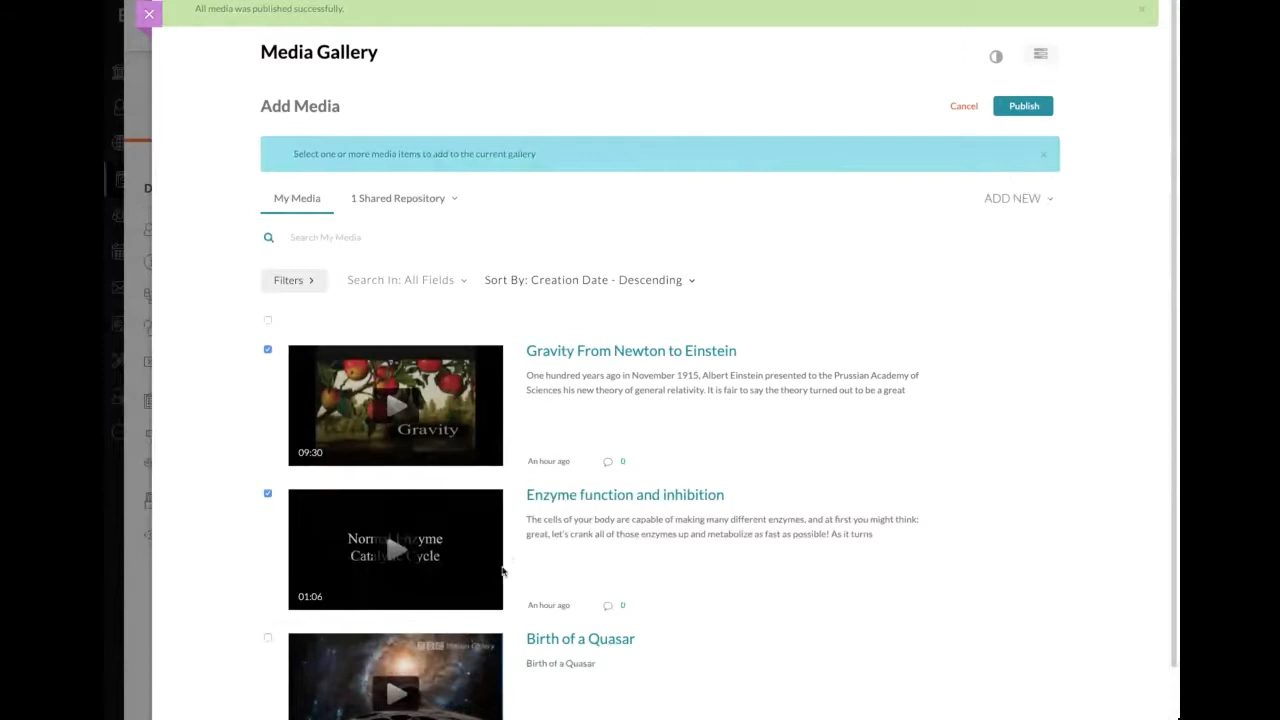 All media was published successfully.
Media Gallery
Add Media
Cancel
Publish
Select one or more media items to add to the current gallery
My Media
1 Shared Repository
ADD NEW
Search My Media
Filters
Search In: All Fields
Sort By: Creation Date - Descending
Gravity From Newton to Einstein
One hundred years ago in November 1915, Albert Einstein presented to the Prussian Academy of
Sciences his new theory of general relativity. It is fair to say the theory turned out to be a great
Gravity
09:30
An hour ago
0
Enzyme function and inhibition
The cells of your body are capable of making many different enzymes, and at first you might think:
great, let's crank all of those enzymes up and metabolize as fast as possible! As it turns
Normal Enzyme
Catalytic Cycle
01:06
An hour ago
0
Birth of a Quasar
Birth of a Quasar
BBC Motion Gallery
D